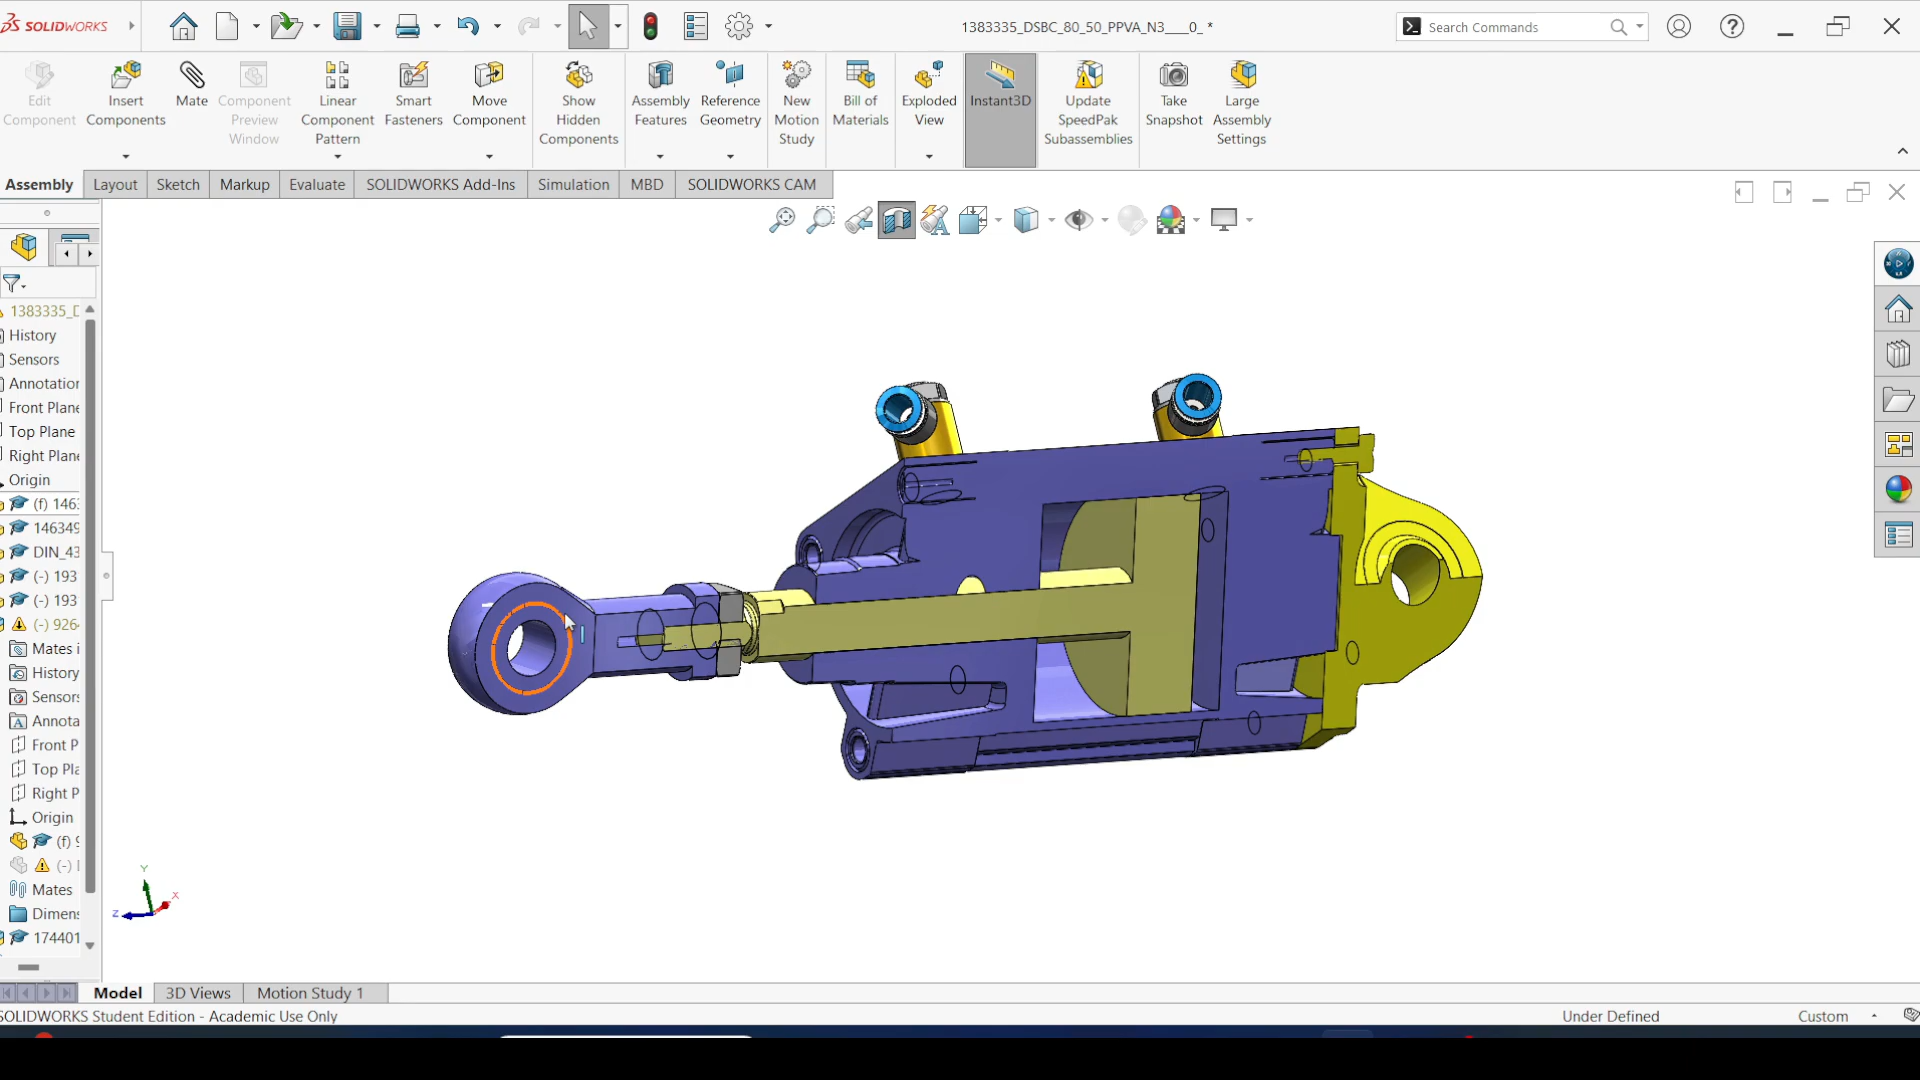 SOLIDWORKS
1383335_DSBC_80_50_PPVA_N3____0_ *
Search Commands
Edit Component
Insert Components
Mate
Component Preview Window
Linear Component Pattern
Smart Fasteners
Move Component
Show Hidden Components
Assembly Features
Reference Geometry
New Motion Study
Bill of Materials
Exploded View
Instant3D
Update SpeedPak Subassemblies
Take Snapshot
Large Assembly Settings
Assembly
Layout
Sketch
Markup
Evaluate
SOLIDWORKS Add-Ins
Simulation
MBD
SOLIDWORKS CAM
1383335_D
History
Sensors
Annotation
Front Plane
Top Plane
Right Plane
Origin
(f) 1463
146349
DIN_43
(-) 193
(-) 193
(-) 926
Mates i
History
Sensors
Annota
Front P
Top Pla
Right P
Origin
(f) 9
(-)
Mates
Dimens
174401
Y
X
Z
Model
3D Views
Motion Study 1
SOLIDWORKS Student Edition - Academic Use Only
Under Defined
Custom